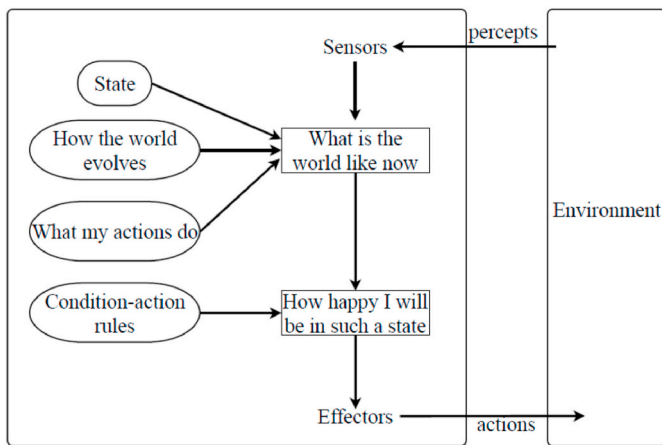 Sensors
percepts
State
How the world
evolves
What is the
world like now
What my actions do
Environment
Condition-action
rules
How happy I will
be in such a state
Effectors
actions